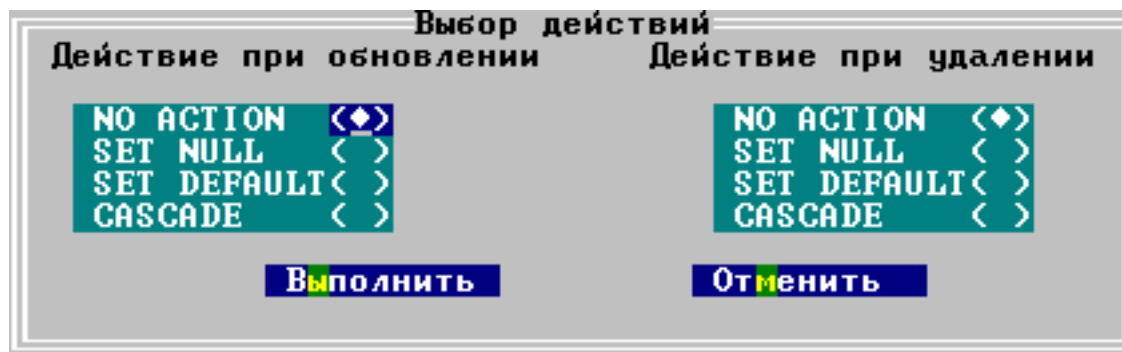 Выбор действий
Действие при обновлении Действие при удалении
NO ACTION (♦) NO ACTION (♦)
SET NULL ( ) SET NULL ( )
SET DEFAULT( ) SET DEFAULT( )
CASCADE ( ) CASCADE ( )
Выполнить Отменить